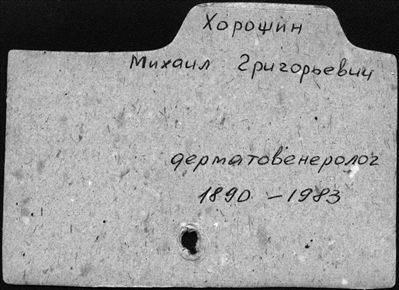 Хорошин
Михаил Григорьевич
дерматовенеролог
1890 - 1983